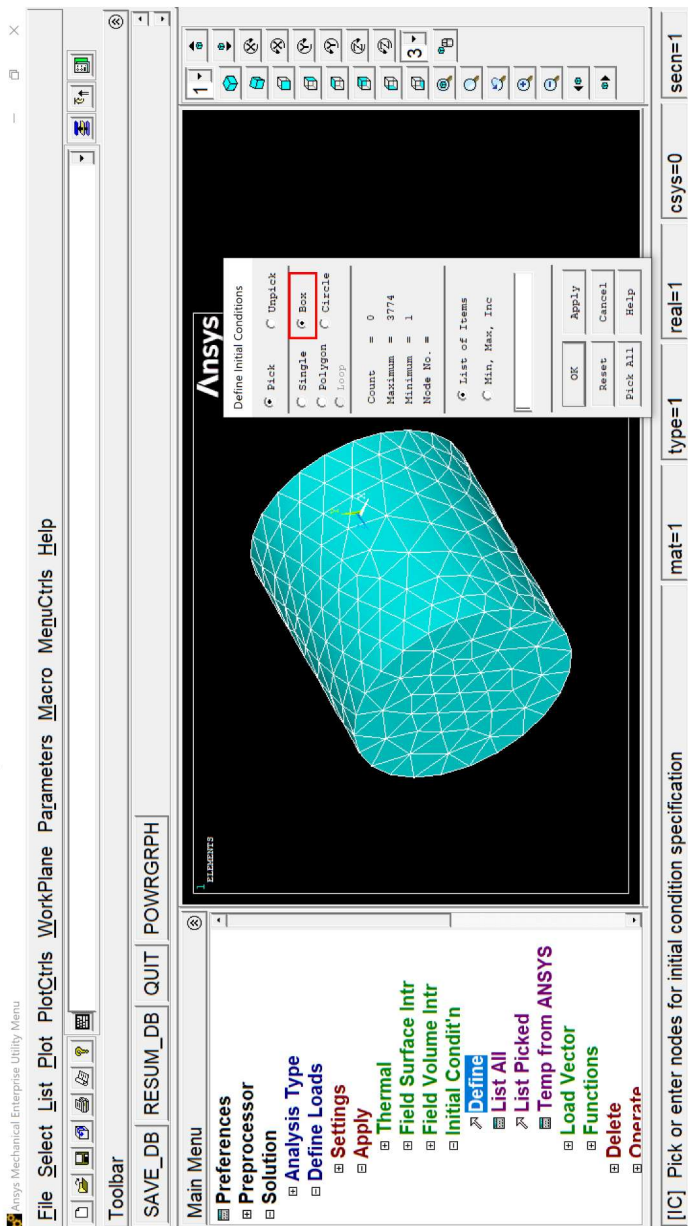 Ansys Mechanical Enterprise Utility Menu
File Select List Plot PlotCtrls WorkPlane Parameters Macro MenuCtrls Help
Toolbar
SAVE_DB RESUM_DB QUIT POWRGRPH
Main Menu
Preferences
Preprocessor
Solution
Analysis Type
Define Loads
Settings
Apply
Thermal
Field Surface Intr
Field Volume Intr
Initial Condit'n
Define
List All
List Picked
Temp from ANSYS
Load Vector
Functions
Delete
Operate
1
ELEMENTS
Ansys
Define Initial Conditions
Pick Unpick
Single Box
Polygon Circle
Loop
Count = 0
Maximum = 3774
Minimum = 1
Node No. =
List of Items
Min, Max, Inc
OK Apply
Reset Cancel
Pick All Help
1
3
[IC] Pick or enter nodes for initial condition specification
mat=1
type=1
real=1
csys=0
secn=1